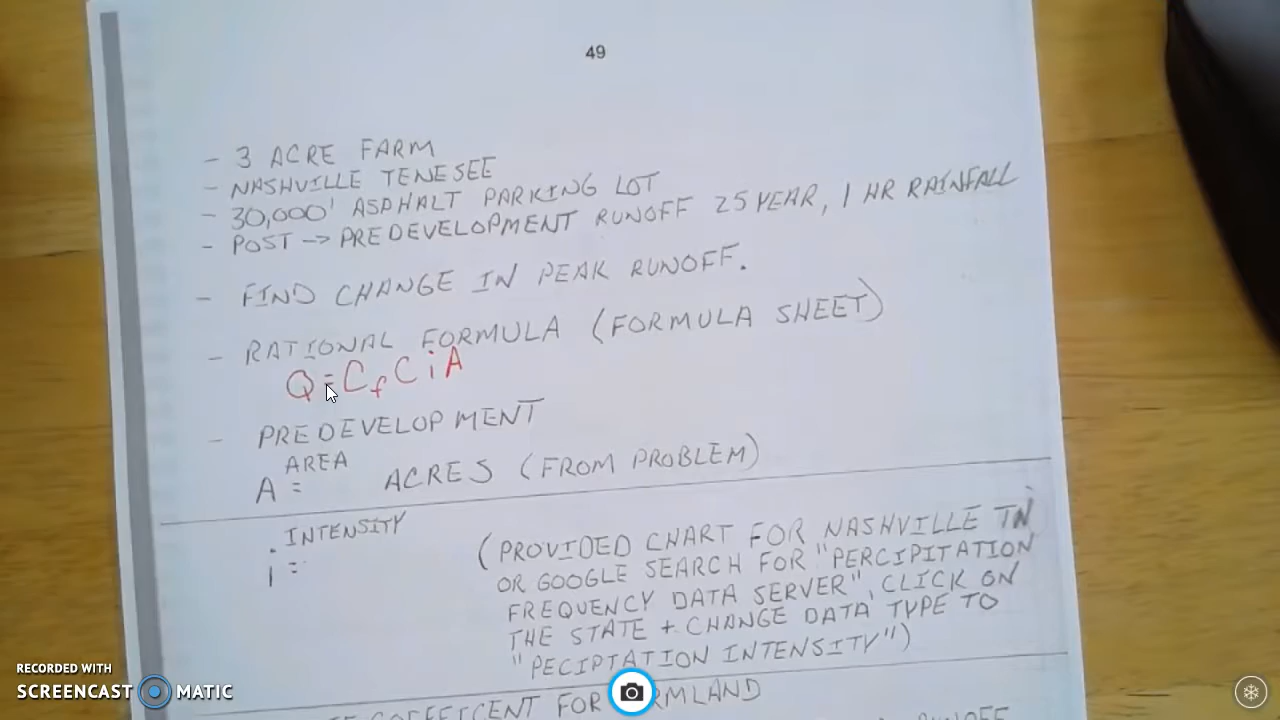 49
- 3 ACRE FARM
- NASHVILLE TENESEE
- 30,000' ASPHALT PARKING LOT
- POST -> PREDEVELOPMENT RUNOFF 25 YEAR, 1 HR RAINFALL
- FIND CHANGE IN PEAK RUNOFF.
- RATIONAL FORMULA (FORMULA SHEET)
Q = Cf C i A
- PREDEVELOPMENT
AREA
A = ACRES (FROM PROBLEM)
. INTENSITY
i = (PROVIDED CHART FOR NASHVILLE TN
OR GOOGLE SEARCH FOR "PERCIPITATION
FREQUENCY DATA SERVER", CLICK ON
THE STATE + CHANGE DATA TYPE TO
"PECIPTATION INTENSITY")
FOR
RUNOFF
RECORDED WITH
SCREENCAST MATIC